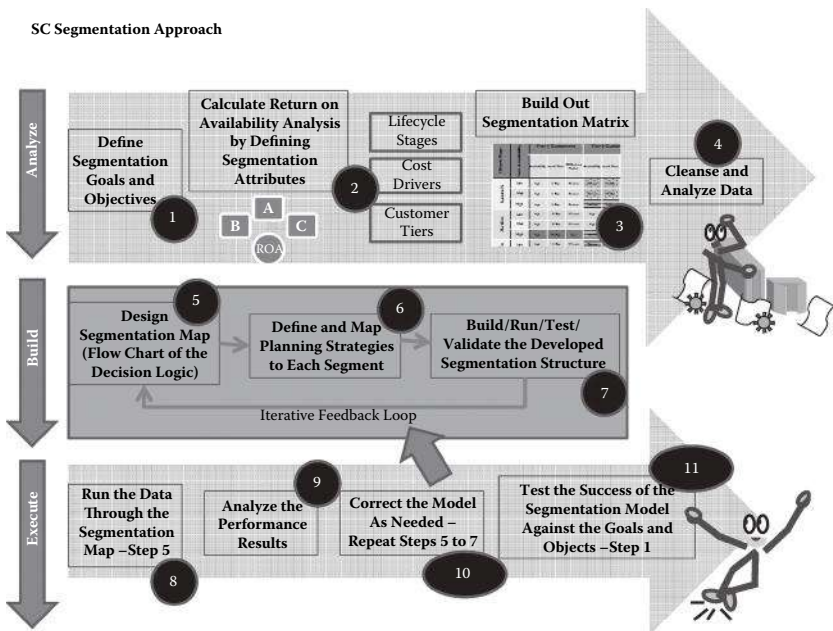 SC Segmentation Approach
Analyze
Define
Segmentation
Goals and
Objectives
1
Calculate Return on
Availability Analysis
by Defining
Segmentation
Attributes
2
A
B
C
ROA
Lifecycle
Stages
Cost
Drivers
Customer
Tiers
Build Out
Segmentation Matrix
3
4
Cleanse and
Analyze Data
Build
5
Design
Segmentation Map
(Flow Chart of the
Decision Logic)
6
Define and Map
Planning Strategies
to Each Segment
Build/Run/Test/
Validate the Developed
Segmentation Structure
7
Iterative Feedback Loop
Execute
Run the Data
Through the
Segmentation
Map –Step 5
8
9
Analyze the
Performance
Results
Correct the Model
As Needed –
Repeat Steps 5 to 7
10
11
Test the Success of the
Segmentation Model
Against the Goals and
Objects –Step 1